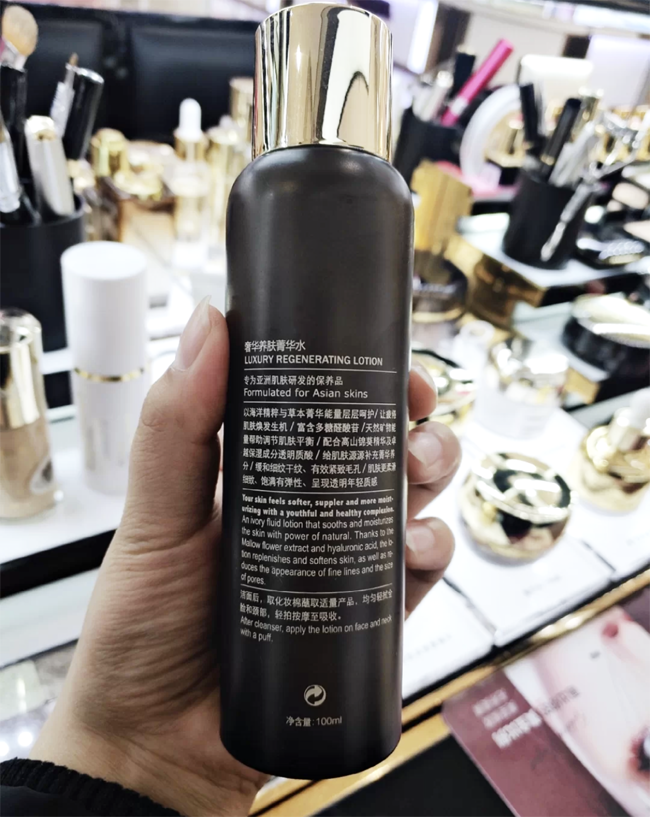 奢华养肤菁华水
LUXURY REGENERATING LOTION
专为亚洲肌肤研发的保养品
Formulated for Asian skins
以海洋精粹与草本菁华能量层层呵护/让疲倦
肌肤焕发生机/富含多糖醛酸苷/天然矿物能
量帮助调节肌肤平衡/配合高山锦葵精华及卓
越保湿成分透明质酸/给肌肤源源补充菁华养
分/缓和细纹干纹、有效紧致毛孔/肌肤更柔滑
细致、饱满有弹性、呈现透明年轻质感
Your skin feels softer, suppler and more moist-
urizing with a youthful and healthy complexion.
An ivory fluid lotion that sooths and moisturizes
the skin with power of natural. Thanks to the
Mallow flower extract and hyaluronic acid, the lo-
tion replenishes and softens skin, as well as re-
duces the appearance of fine lines and the size
of pores.
洁面后，取化妆棉蘸取适量产品，均匀轻拭全
脸和颈部，轻拍按摩至吸收。
After cleanser, apply the lotion on face and neck
with a puff.
净含量: 100ml